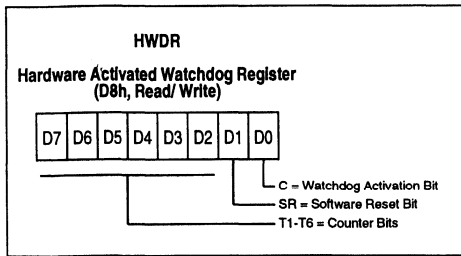 HWDR
Hardware Activated Watchdog Register
(D8h, Read/ Write)
D7 D6 D5 D4 D3 D2 D1 D0
C = Watchdog Activation Bit
SR = Software Reset Bit
T1-T6 = Counter Bits